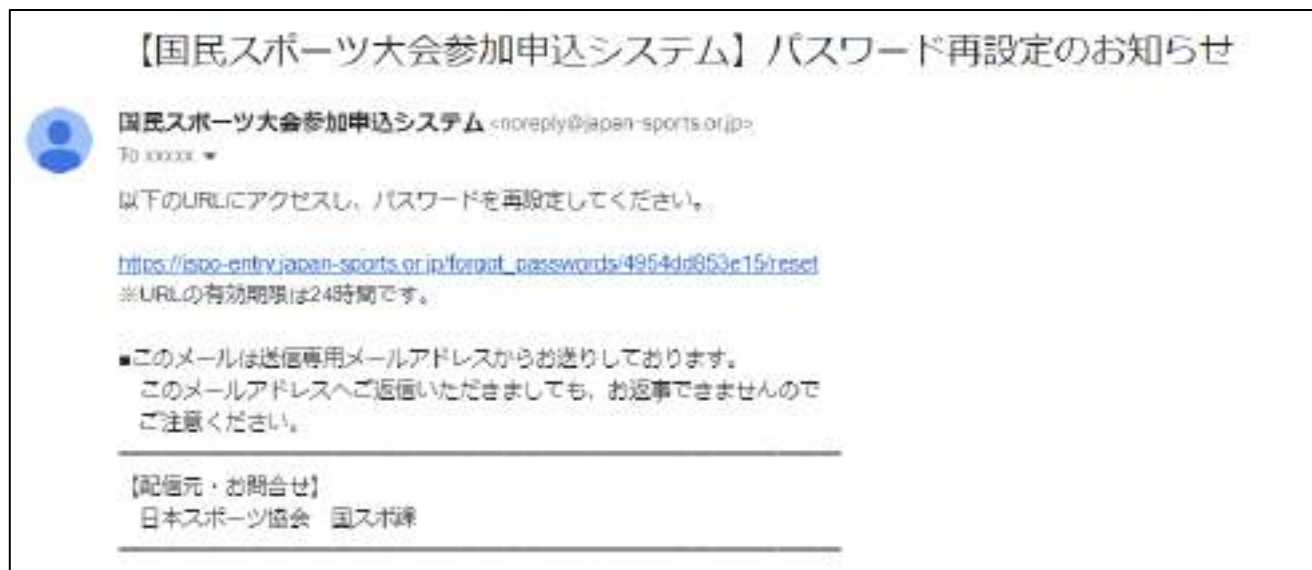 【国民スポーツ大会参加申込システム】パスワード再設定のお知らせ
国民スポーツ大会参加申込システム <noreply@japan-sports.or.jp>
To xxxxx
以下のURLにアクセスし、パスワードを再設定してください。
https://jspo-entry.japan-sports.or.jp/forgot_passwords/4954dd853e15/reset
※URLの有効期限は24時間です。
■このメールは送信専用メールアドレスからお送りしております。
このメールアドレスへご返信いただきましても、お返事できませんので
ご注意ください。
【配信元・お問合せ】
日本スポーツ協会 国スポ課